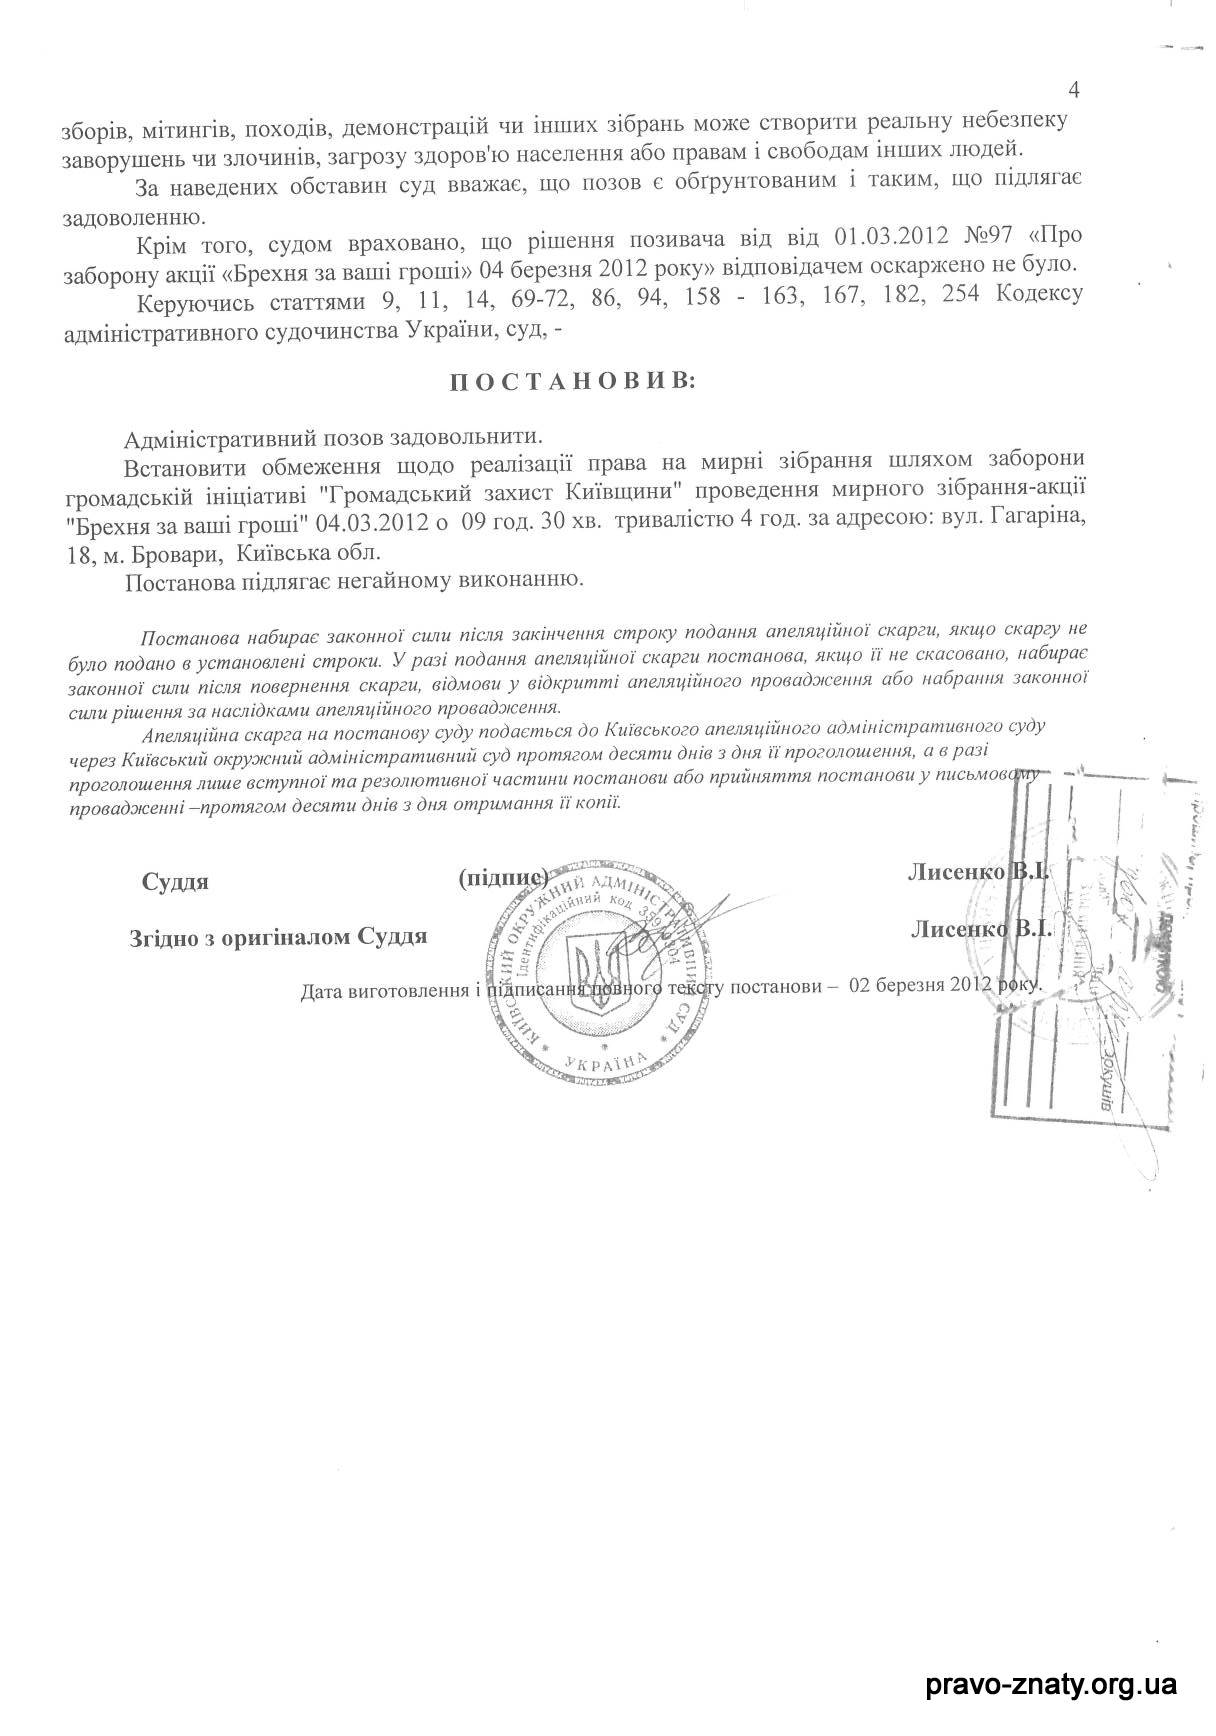 4
зборів, мітингів, походів, демонстрацій чи інших зібрань може створити реальну небезпеку
заворушень чи злочинів, загрозу здоров'ю населення або правам і свободам інших людей.
За наведених обставин суд вважає, що позов є обґрунтованим і таким, що підлягає
задоволенню.
Крім того, судом враховано, що рішення позивача від від 01.03.2012 №97 «Про
заборону акції «Брехня за ваші гроші» 04 березня 2012 року» відповідачем оскаржено не було.
Керуючись статтями 9, 11, 14, 69-72, 86, 94, 158 - 163, 167, 182, 254 Кодексу
адміністративного судочинства України, суд, -
П О С Т А Н О В И В:
Адміністративний позов задовольнити.
Встановити обмеження щодо реалізації права на мирні зібрання шляхом заборони
громадській ініціативі "Громадський захист Київщини" проведення мирного зібрання-акції
"Брехня за ваші гроші" 04.03.2012 о 09 год. 30 хв. тривалістю 4 год. за адресою: вул. Гагаріна,
18, м. Бровари, Київська обл.
Постанова підлягає негайному виконанню.
Постанова набирає законної сили після закінчення строку подання апеляційної скарги, якщо скаргу не
було подано в установлені строки. У разі подання апеляційної скарги постанова, якщо її не скасовано, набирає
законної сили після повернення скарги, відмови у відкритті апеляційного провадження або набрання законної
сили рішення за наслідками апеляційного провадження.
Апеляційна скарга на постанову суду подається до Київського апеляційного адміністративного суду
через Київський окружний адміністративний суд протягом десяти днів з дня її проголошення, а в разі
проголошення лише вступної та резолютивної частини постанови або прийняття постанови у письмовому
провадженні –протягом десяти днів з дня отримання її копії.
Суддя (підпис) Лисенко В.І.
Згідно з оригіналом Суддя Лисенко В.І.
Дата виготовлення і підписання повного тексту постанови – 02 березня 2012 року.
КИЇВСЬКИЙ ОКРУЖНИЙ АДМІНІСТРАТИВНИЙ СУД
Ідентифікаційний код
УКРАЇНА
pravo-znaty.org.ua